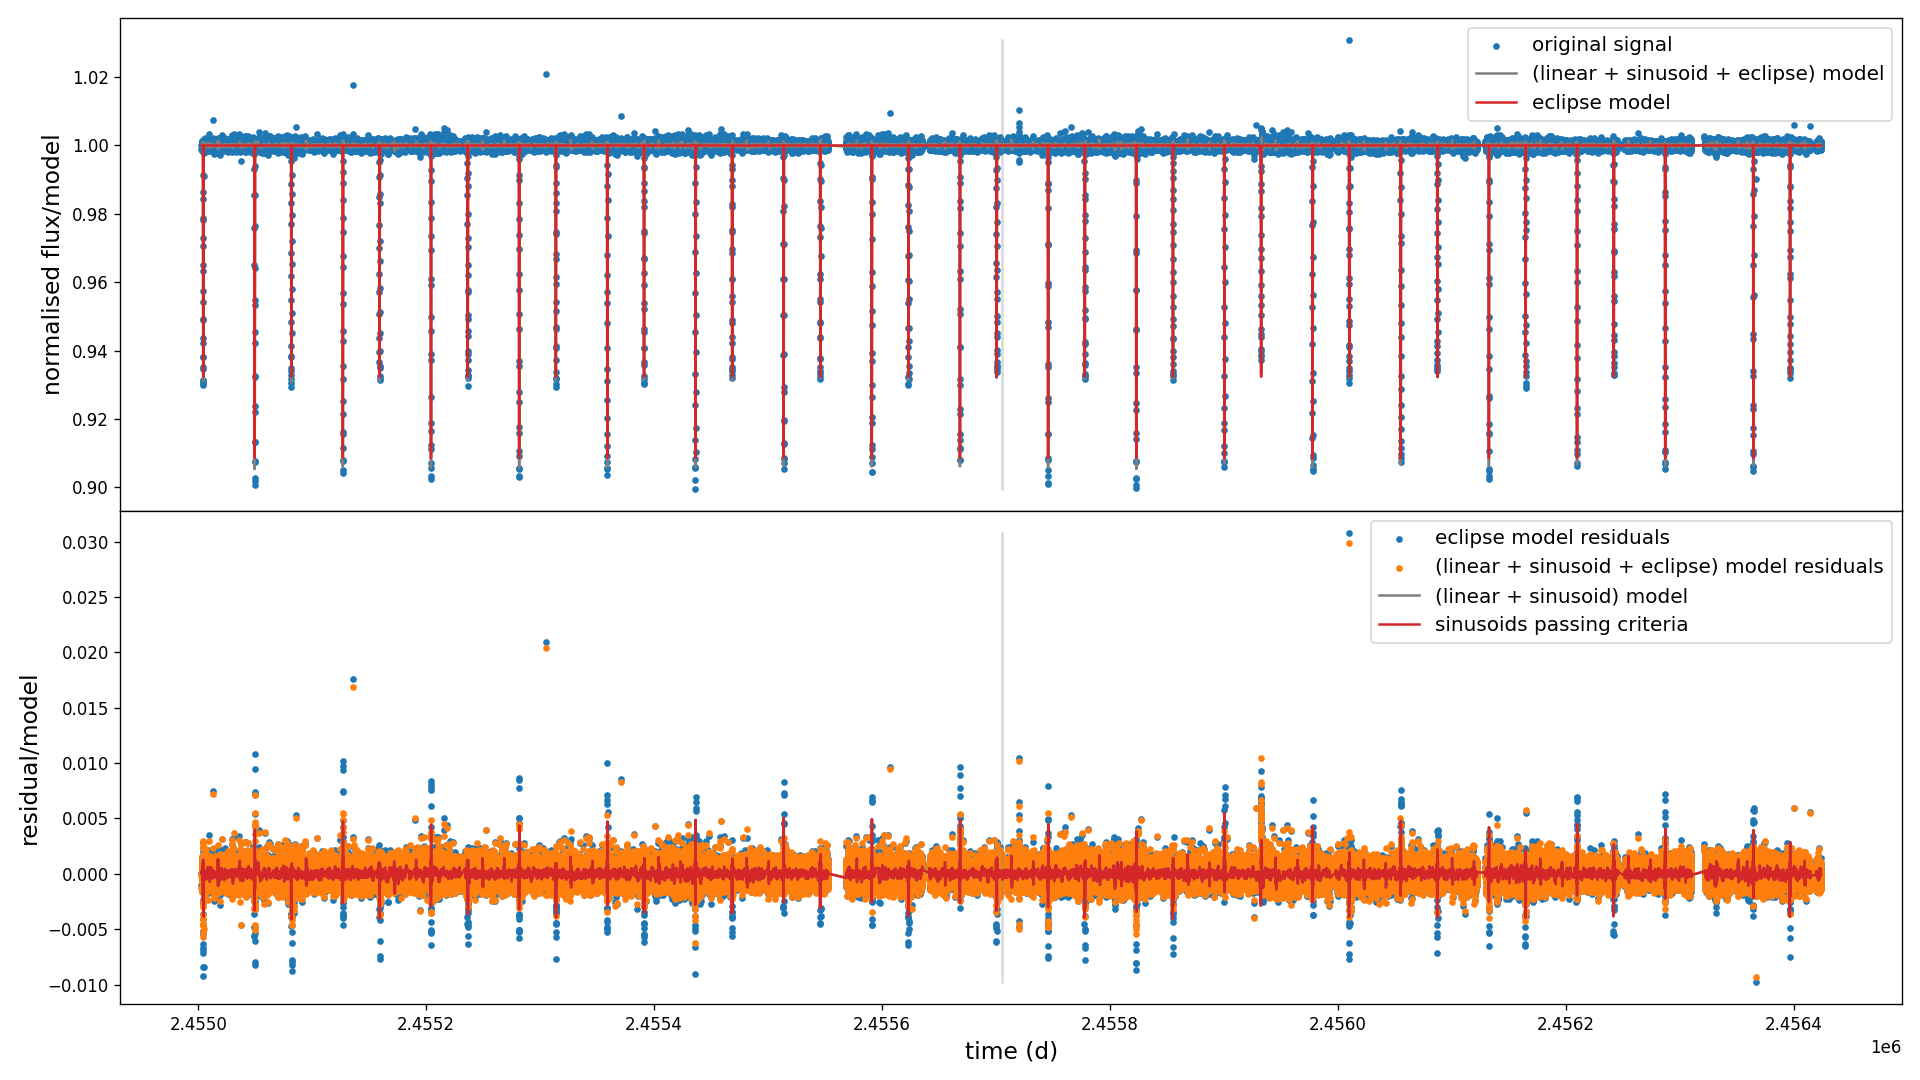 original signal
(linear + sinusoid + eclipse) model
eclipse model
normalised flux/model
1.02
1.00
0.98
0.96
0.94
0.92
0.90
eclipse model residuals
(linear + sinusoid + eclipse) model residuals
(linear + sinusoid) model
sinusoids passing criteria
residual/model
0.030
0.025
0.020
0.015
0.010
0.005
0.000
−0.005
−0.010
2.4550 2.4552 2.4554 2.4556 2.4558 2.4560 2.4562 2.4564
1e6
time (d)